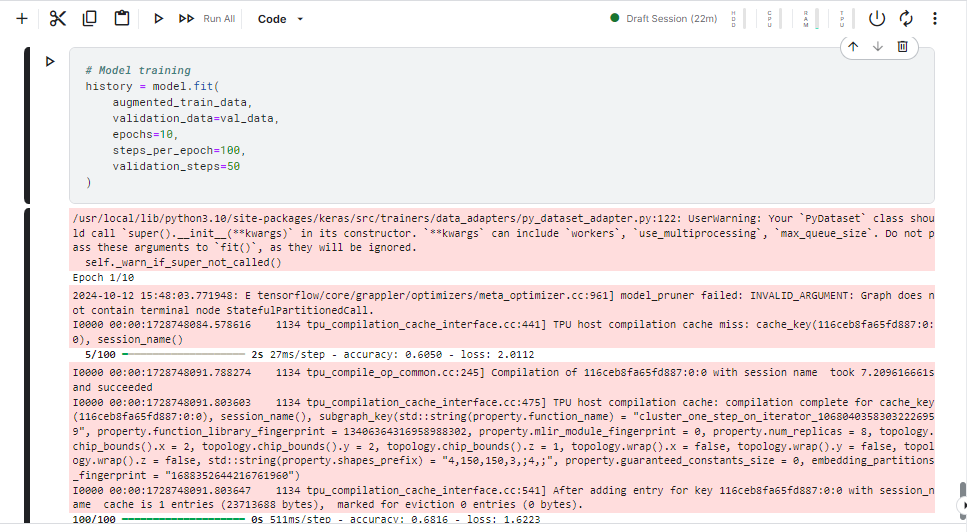 Run All Code Draft Session (22m) HDD CPU RAM TPU
# Model training
history = model.fit(
    augmented_train_data,
    validation_data=val_data,
    epochs=10,
    steps_per_epoch=100,
    validation_steps=50
)
/usr/local/lib/python3.10/site-packages/keras/src/trainers/data_adapters/py_dataset_adapter.py:122: UserWarning: Your `PyDataset` class shou
ld call `super().__init__(**kwargs)` in its constructor. `**kwargs` can include `workers`, `use_multiprocessing`, `max_queue_size`. Do not p
ass these arguments to `fit()`, as they will be ignored.
  self._warn_if_super_not_called()
Epoch 1/10
2024-10-12 15:48:03.771948: E tensorflow/core/grappler/optimizers/meta_optimizer.cc:961] model_pruner failed: INVALID_ARGUMENT: Graph does n
ot contain terminal node StatefulPartitionedCall.
I0000 00:00:1728748084.578616    1134 tpu_compilation_cache_interface.cc:441] TPU host compilation cache miss: cache_key(116ceb8fa65fd887:0:
0), session_name()
  5/100 2s 27ms/step - accuracy: 0.6050 - loss: 2.0112
I0000 00:00:1728748091.788274    1134 tpu_compile_op_common.cc:245] Compilation of 116ceb8fa65fd887:0:0 with session name  took 7.209616661s
and succeeded
I0000 00:00:1728748091.803603    1134 tpu_compilation_cache_interface.cc:475] TPU host compilation cache: compilation complete for cache_key
(116ceb8fa65fd887:0:0), session_name(), subgraph_key(std::string(property.function_name) = "cluster_one_step_on_iterator_1068040358303222695
9", property.function_library_fingerprint = 13406364316958988302, property.mlir_module_fingerprint = 0, property.num_replicas = 8, topology.
chip_bounds().x = 2, topology.chip_bounds().y = 2, topology.chip_bounds().z = 1, topology.wrap().x = false, topology.wrap().y = false, topol
ogy.wrap().z = false, std::string(property.shapes_prefix) = "4,150,150,3,;4,;", property.guaranteed_constants_size = 0, embedding_partitions
_fingerprint = "1688352644216761960")
I0000 00:00:1728748091.803647    1134 tpu_compilation_cache_interface.cc:541] After adding entry for key 116ceb8fa65fd887:0:0 with session_n
ame  cache is 1 entries (23713688 bytes),  marked for eviction 0 entries (0 bytes).
100/100 0s 511ms/step - accuracy: 0.6816 - loss: 1.6223